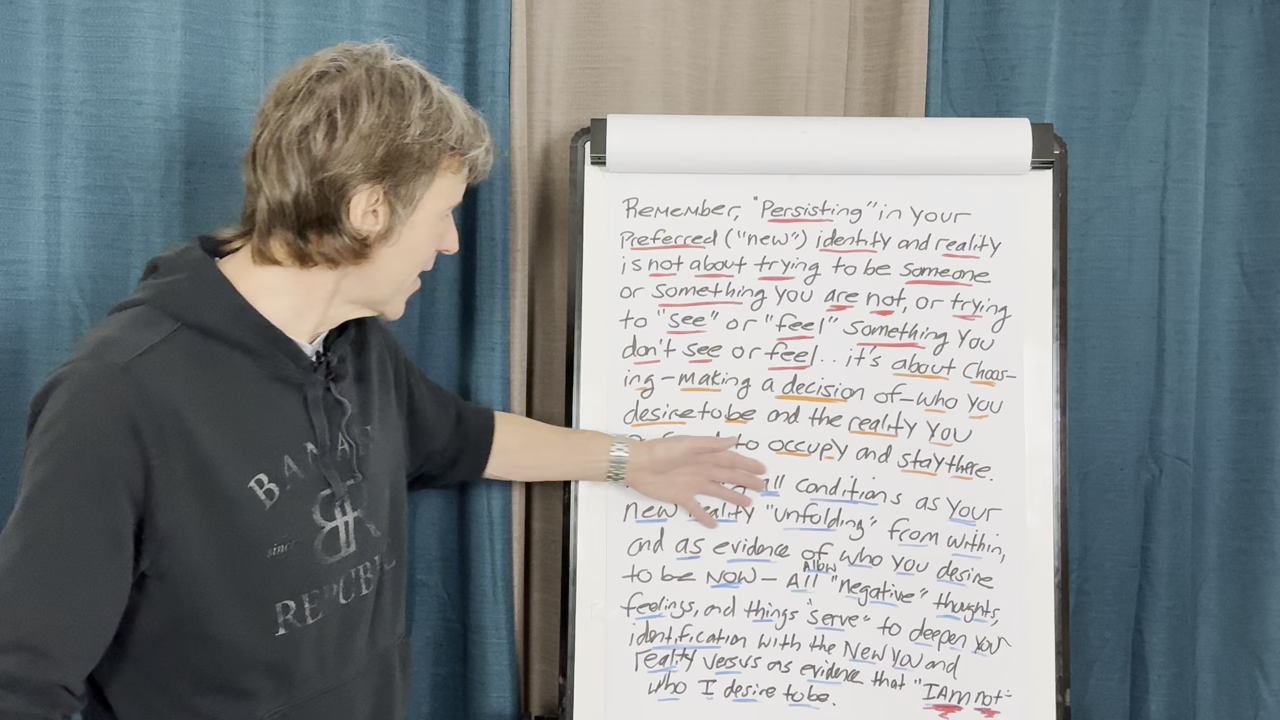 BANANA
since
BR
REPUBLIC
REMEMBER, "Persisting" in your
Preferred ("new") identity and reality
is not about trying to be someone
or something you are not, or trying
to "see" or "feel" something you
don't see or feel... it's about choos-
ing-making a decision of-who you
desire to be and the reality you
to occupy and stay there.
all conditions as your
new reality "unfolding" from within,
and as evidence of who you desire
to be NOW - All Allow "negative" thoughts,
feelings, and things "serve" to deepen your
identification with the New You and
reality versus as evidence that "I AM not"
who I desire to be.